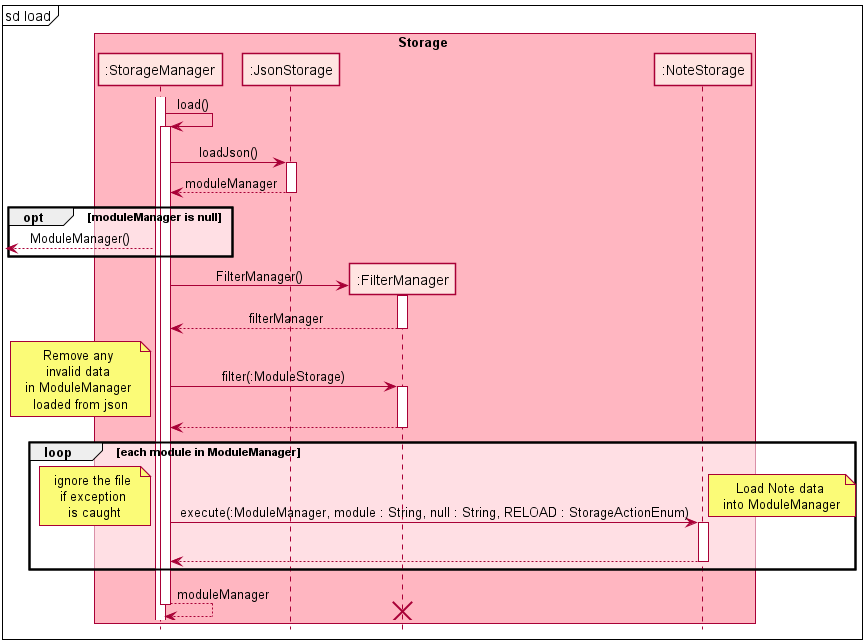 sd load
Storage
:StorageManager
:JsonStorage
:NoteStorage
load()
loadJson()
moduleManager
opt
[moduleManager is null]
ModuleManager()
FilterManager()
:FilterManager
filterManager
Remove any
invalid data
in ModuleManager
loaded from json
filter(:ModuleStorage)
loop
[each module in ModuleManager]
ignore the file
if exception
is caught
Load Note data
into ModuleManager
execute(:ModuleManager, module : String, null : String, RELOAD : StorageActionEnum)
moduleManager